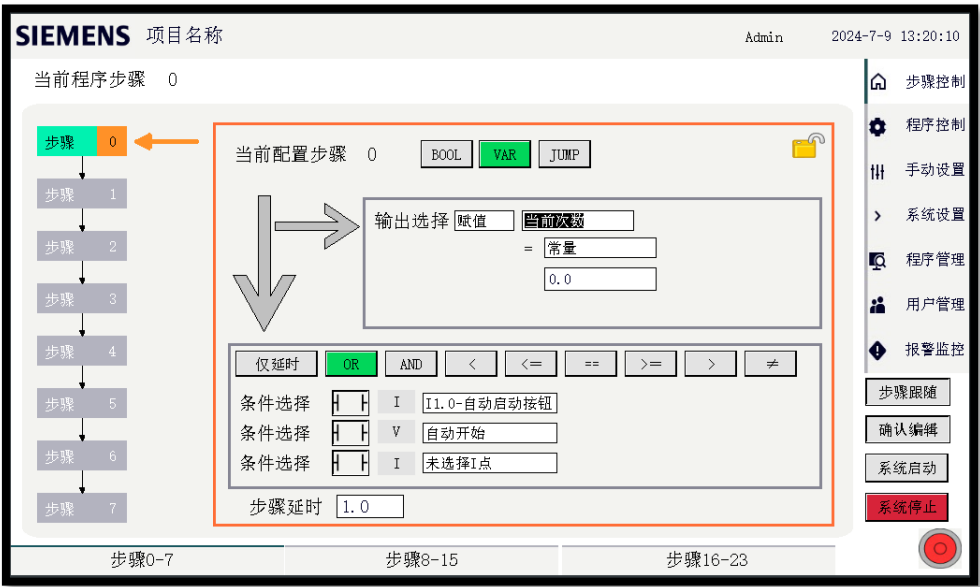 SIEMENS 项目名称 Admin 2024-7-9 13:20:10
当前程序步骤 0
步骤 0
步骤 1
步骤 2
步骤 3
步骤 4
步骤 5
步骤 6
步骤 7
当前配置步骤 0 BOOL VAR JUMP
输出选择 赋值 当前次数
= 常量
0.0
仅延时 OR AND < <= == >= > ≠
条件选择 I I1.0-自动启动按钮
条件选择 V 自动开始
条件选择 I 未选择I点
步骤延时 1.0
步骤控制
程序控制
手动设置
系统设置
程序管理
用户管理
报警监控
步骤跟随
确认编辑
系统启动
系统停止
步骤0-7 步骤8-15 步骤16-23